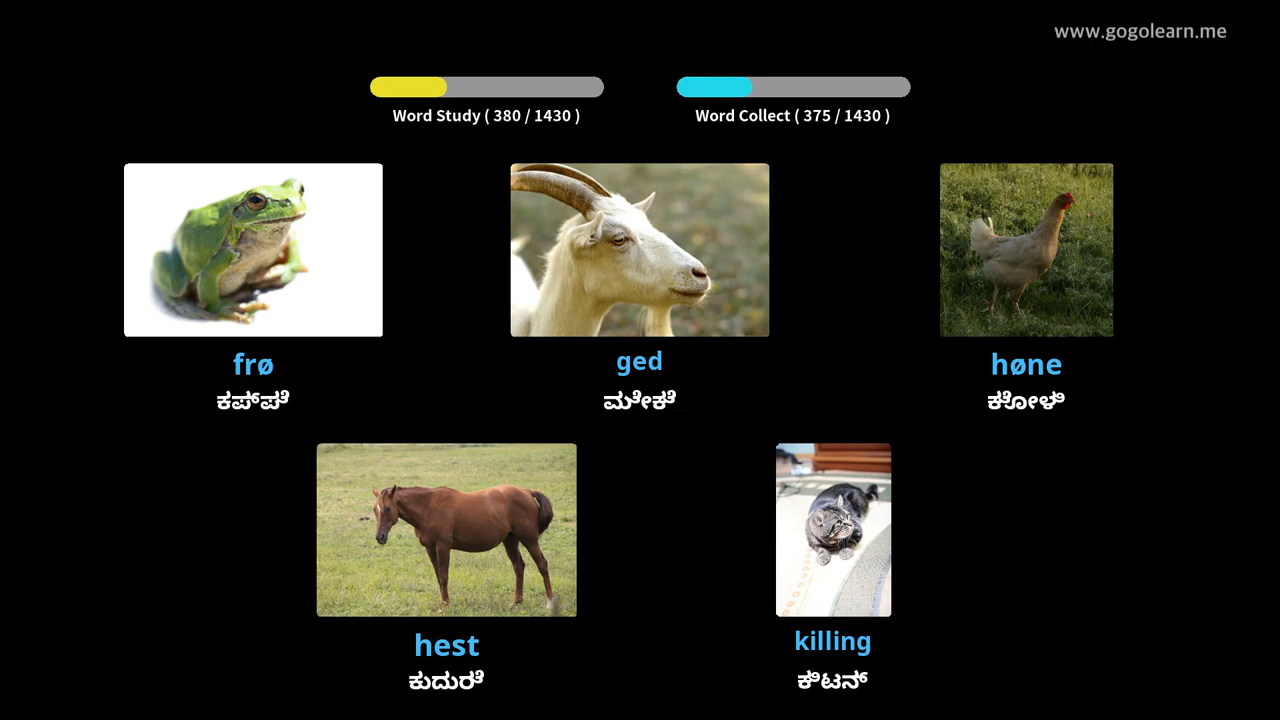 www.gogolearn.me
Word Study ( 380 / 1430 )
Word Collect ( 375 / 1430 )
frø
ged
høne
ಕಪ್ಪೆ
ಮೇಕೆ
ಕೋಳಿ
hest
killing
ಕುದುರೆ
ಕಿಟನ್